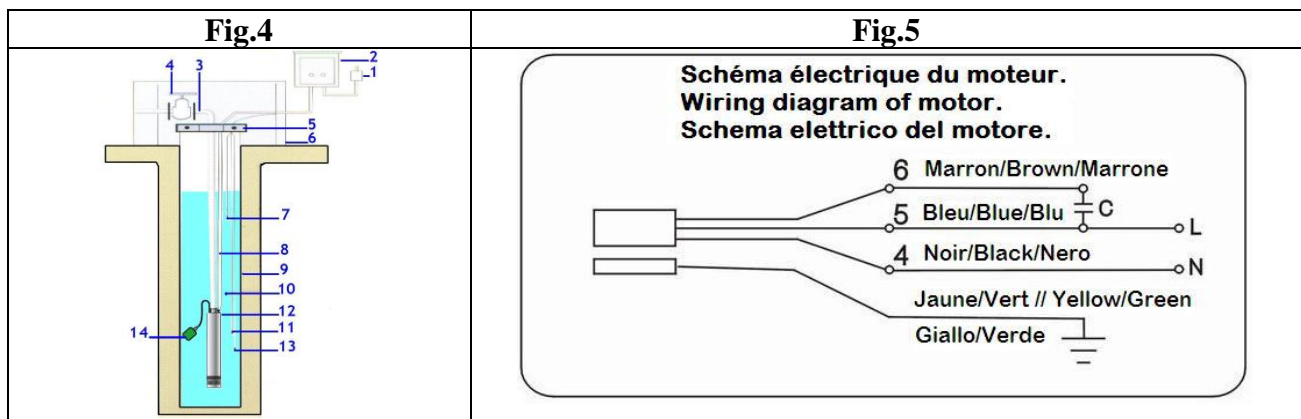 Fig.4
Fig.5
4
3
2
1
5
6
7
8
9
10
12
11
14
13
Schéma électrique du moteur.
Wiring diagram of motor.
Schema elettrico del motore.
6 Marron/Brown/Marrone
5 Bleu/Blue/Blu C
L
4 Noir/Black/Nero
N
Jaune/Vert // Yellow/Green
Giallo/Verde